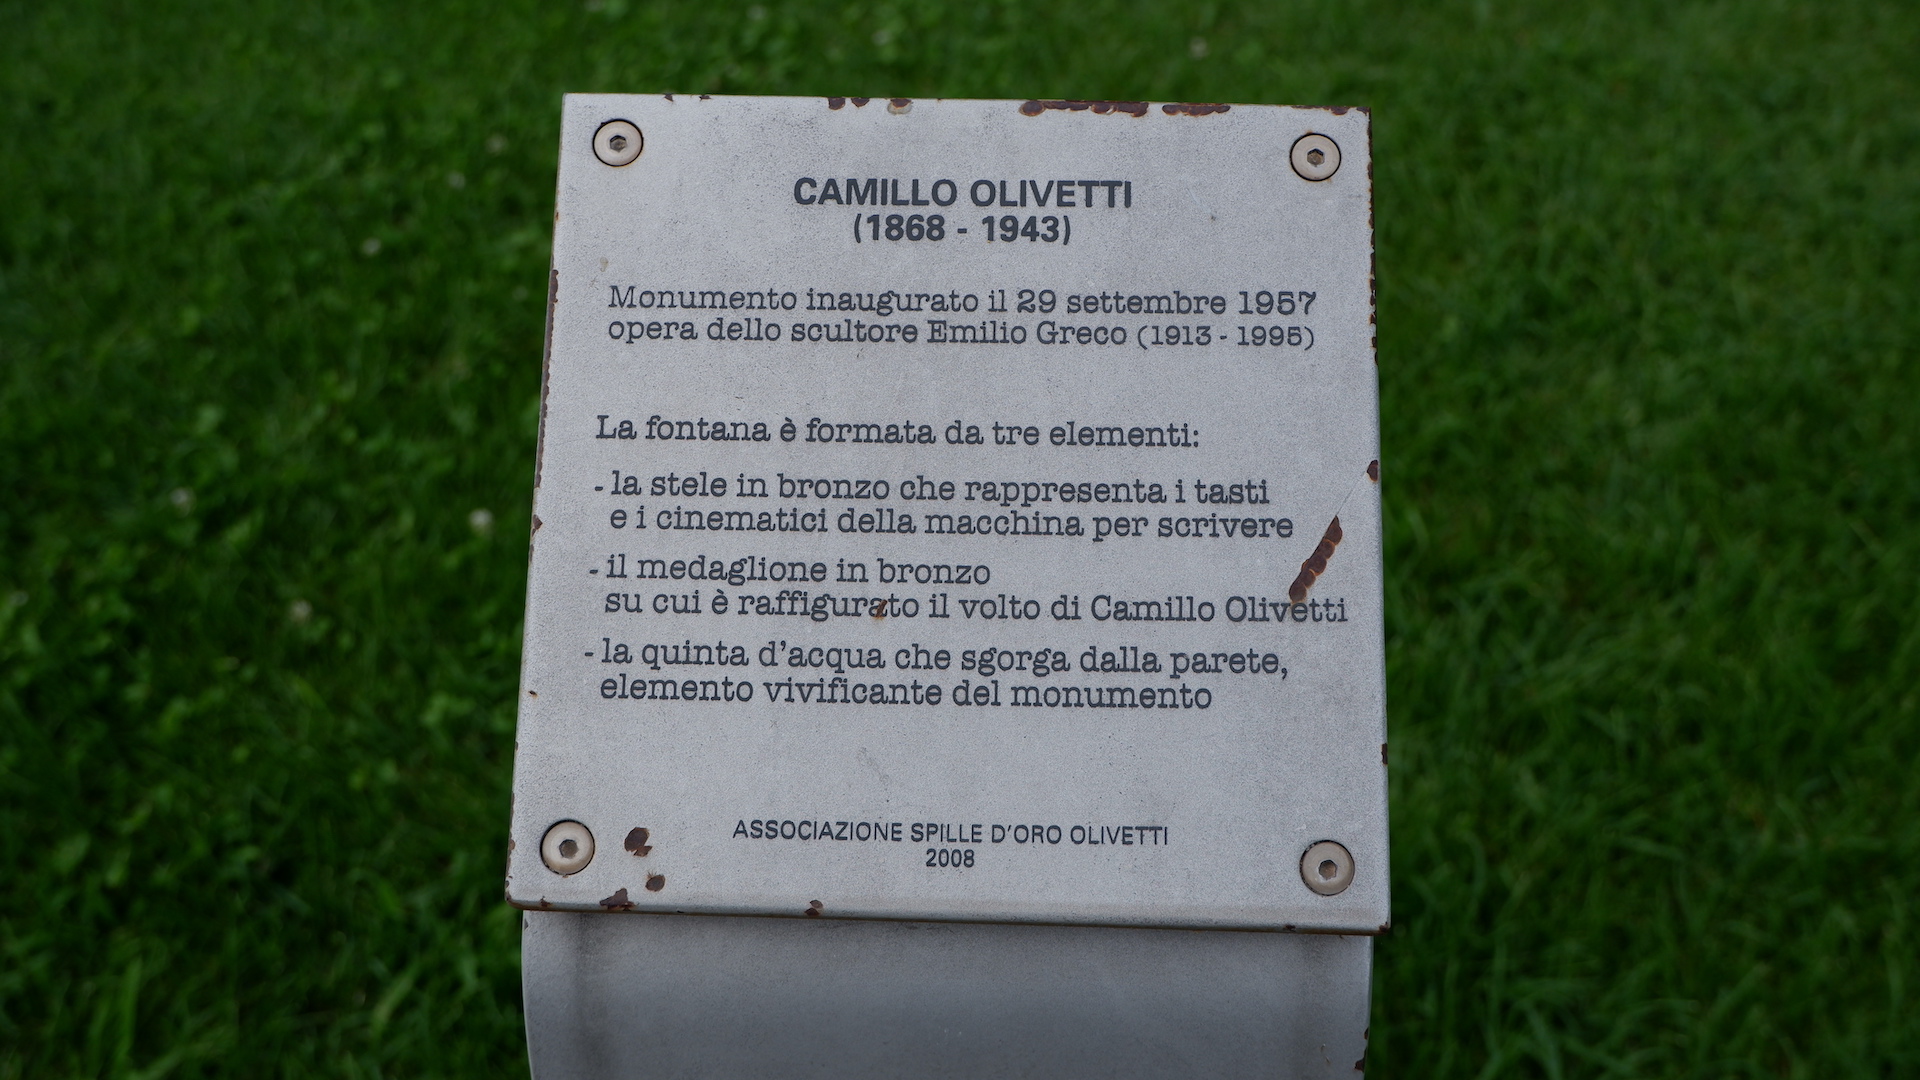 CAMILLO OLIVETTI
(1868 - 1943)
Monumento inaugurato il 29 settembre 1957
opera dello scultore Emilio Greco (1913 - 1995)
La fontana è formata da tre elementi:
- la stele in bronzo che rappresenta i tasti
e i cinematici della macchina per scrivere
- il medaglione in bronzo
su cui è raffigurato il volto di Camillo Olivetti
- la quinta d'acqua che sgorga dalla parete,
elemento vivificante del monumento
ASSOCIAZIONE SPILLE D'ORO OLIVETTI
2008